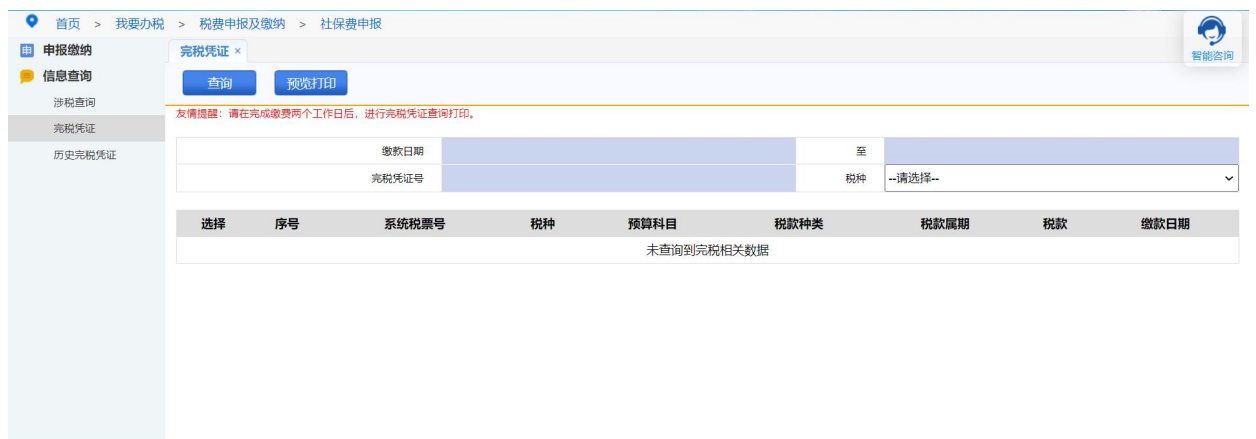 首页 > 我要办税 > 税费申报及缴纳 > 社保费申报
智能咨询
申 申报缴纳
信息查询
涉税查询
完税凭证
历史完税凭证
完税凭证 ×
查询 预览打印
友情提醒：请在完成缴费两个工作日后，进行完税凭证查询打印。
缴款日期 至
完税凭证号 税种 --请选择--
选择 序号 系统税票号 税种 预算科目 税款种类 税款属期 税款 缴款日期
未查询到完税相关数据